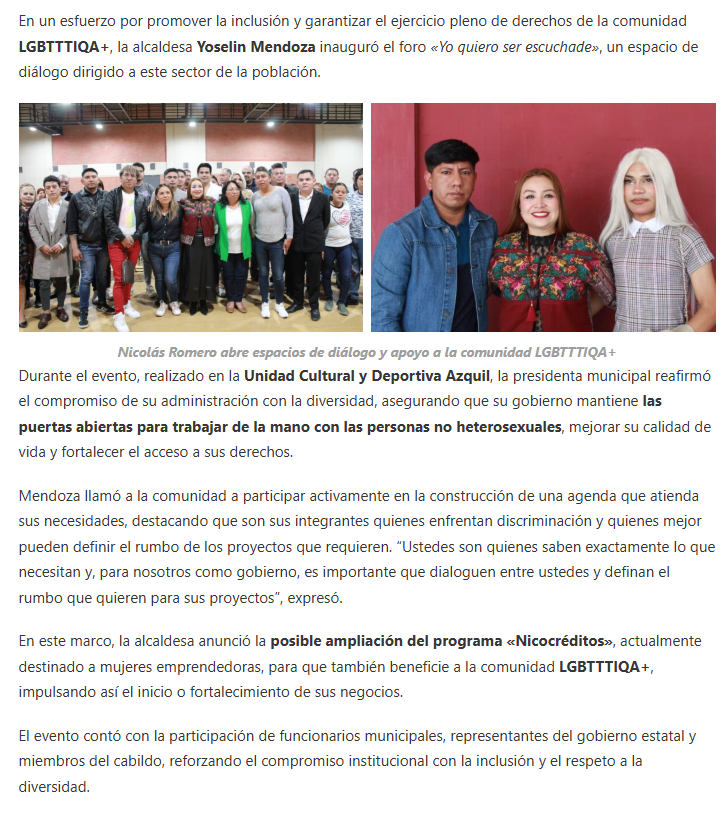 En un esfuerzo por promover la inclusión y garantizar el ejercicio pleno de derechos de la comunidad
LGBTTTIQA+, la alcaldesa Yoselin Mendoza inauguró el foro «Yo quiero ser escuchade», un espacio de
diálogo dirigido a este sector de la población.
Nicolás Romero abre espacios de diálogo y apoyo a la comunidad LGBTTTIQA+
Durante el evento, realizado en la Unidad Cultural y Deportiva Azquil, la presidenta municipal reafirmó
el compromiso de su administración con la diversidad, asegurando que su gobierno mantiene las
puertas abiertas para trabajar de la mano con las personas no heterosexuales, mejorar su calidad de
vida y fortalecer el acceso a sus derechos.
Mendoza llamó a la comunidad a participar activamente en la construcción de una agenda que atienda
sus necesidades, destacando que son sus integrantes quienes enfrentan discriminación y quienes mejor
pueden definir el rumbo de los proyectos que requieren. “Ustedes son quienes saben exactamente lo que
necesitan y, para nosotros como gobierno, es importante que dialoguen entre ustedes y definan el
rumbo que quieren para sus proyectos”, expresó.
En este marco, la alcaldesa anunció la posible ampliación del programa «Nicocréditos», actualmente
destinado a mujeres emprendedoras, para que también beneficie a la comunidad LGBTTTIQA+,
impulsando así el inicio o fortalecimiento de sus negocios.
El evento contó con la participación de funcionarios municipales, representantes del gobierno estatal y
miembros del cabildo, reforzando el compromiso institucional con la inclusión y el respeto a la
diversidad.